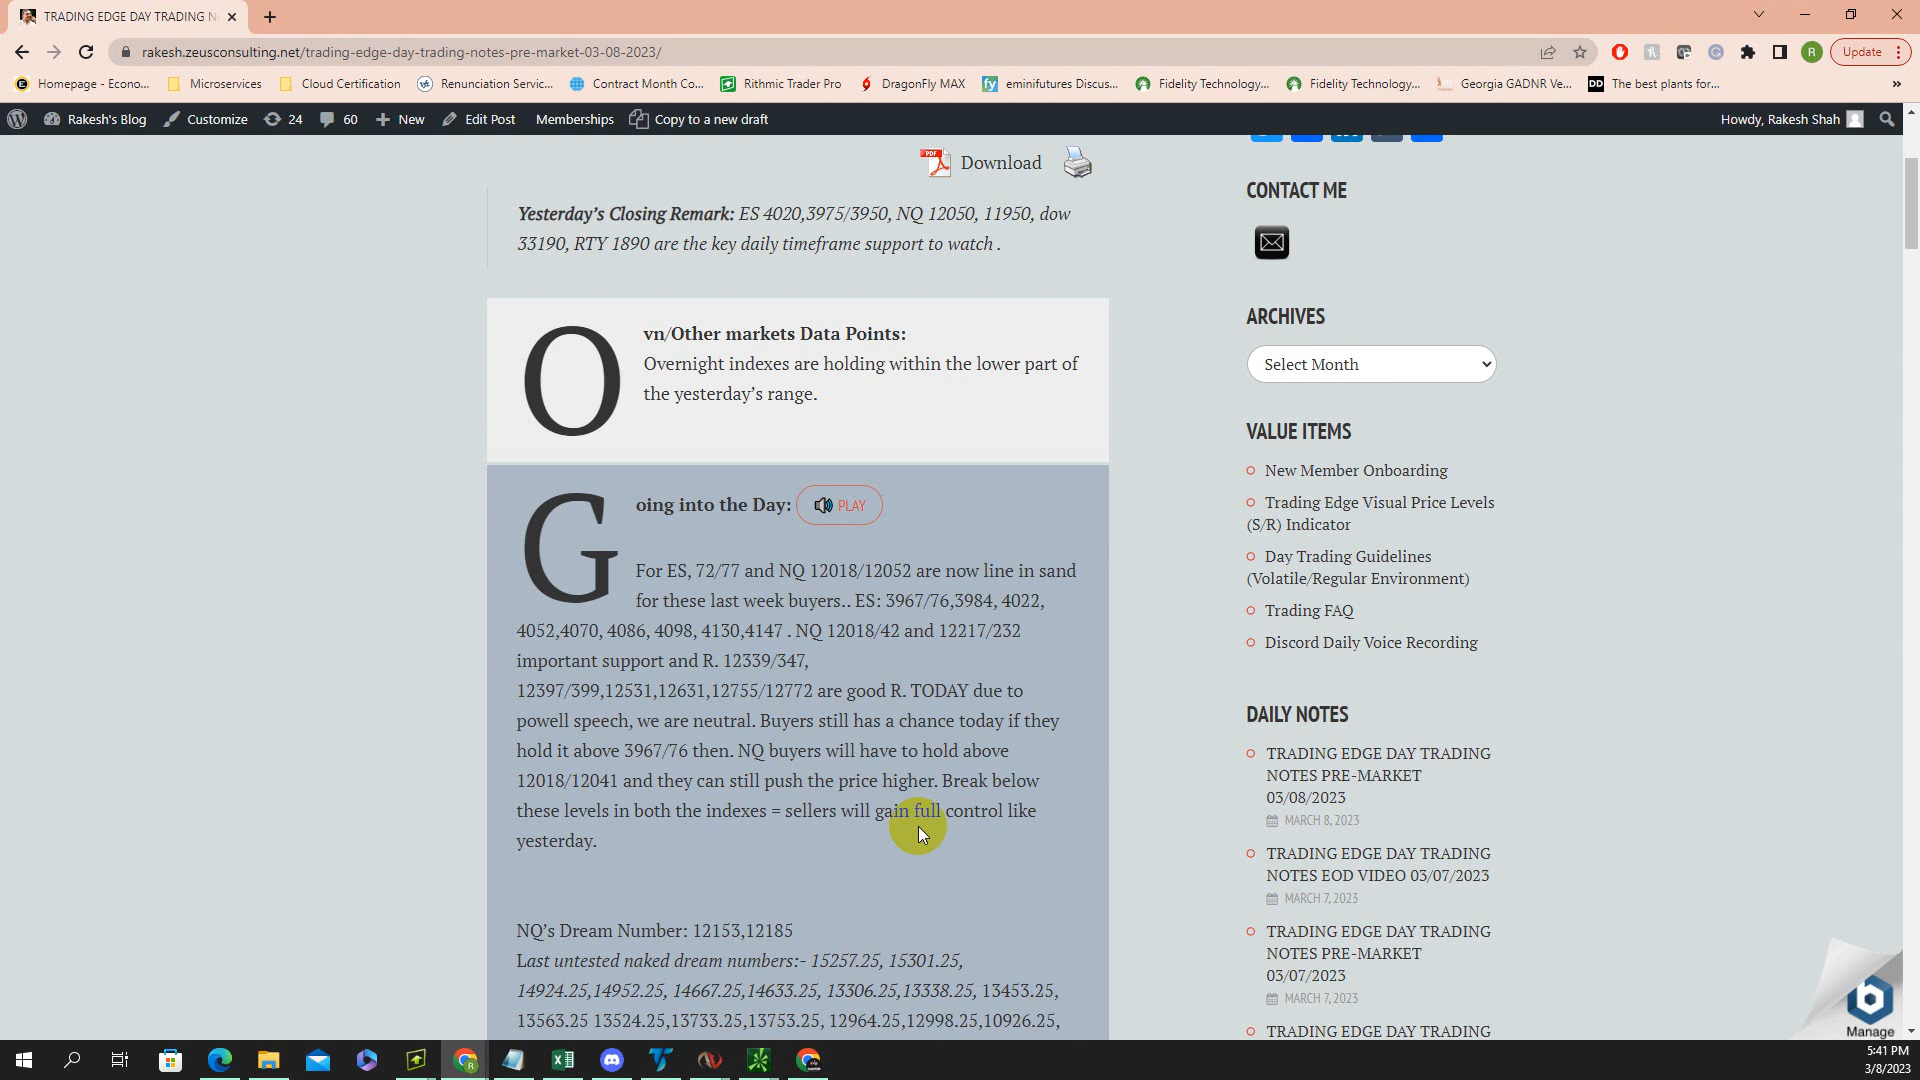 TRADING EDGE DAY TRADING N
rakesh.zeusconsulting.net/trading-edge-day-trading-notes-pre-market-03-08-2023/
R
Update
Homepage - Econo...
Microservices
Cloud Certification
Renunciation Servic...
Contract Month Co...
Rithmic Trader Pro
DragonFly MAX
eminifutures Discus...
Fidelity Technology...
Fidelity Technology...
Georgia GADNR Ve...
The best plants for...
Rakesh's Blog
Customize
24
60
New
Edit Post
Memberships
Copy to a new draft
Howdy, Rakesh Shah
PDF
Download
Yesterday's Closing Remark: ES 4020,3975/3950, NQ 12050, 11950, dow
33190, RTY 1890 are the key daily timeframe support to watch .
Ovn/Other markets Data Points:
Overnight indexes are holding within the lower part of
the yesterday's range.
Going into the Day:
PLAY
For ES, 72/77 and NQ 12018/12052 are now line in sand
for these last week buyers.. ES: 3967/76,3984, 4022,
4052,4070, 4086, 4098, 4130,4147 . NQ 12018/42 and 12217/232
important support and R. 12339/347,
12397/399,12531,12631,12755/12772 are good R. TODAY due to
powell speech, we are neutral. Buyers still has a chance today if they
hold it above 3967/76 then. NQ buyers will have to hold above
12018/12041 and they can still push the price higher. Break below
these levels in both the indexes = sellers will gain full control like
yesterday.
NQ's Dream Number: 12153,12185
Last untested naked dream numbers:- 15257.25, 15301.25,
14924.25,14952.25, 14667.25,14633.25, 13306.25,13338.25, 13453.25,
13563.25 13524.25,13733.25,13753.25, 12964.25,12998.25,10926.25,
CONTACT ME
ARCHIVES
Select Month
VALUE ITEMS
New Member Onboarding
Trading Edge Visual Price Levels
(S/R) Indicator
Day Trading Guidelines
(Volatile/Regular Environment)
Trading FAQ
Discord Daily Voice Recording
DAILY NOTES
TRADING EDGE DAY TRADING
NOTES PRE-MARKET
03/08/2023
MARCH 8, 2023
TRADING EDGE DAY TRADING
NOTES EOD VIDEO 03/07/2023
MARCH 7, 2023
TRADING EDGE DAY TRADING
NOTES PRE-MARKET
03/07/2023
MARCH 7, 2023
TRADING EDGE DAY TRADING
Manage
5:41 PM
3/8/2023